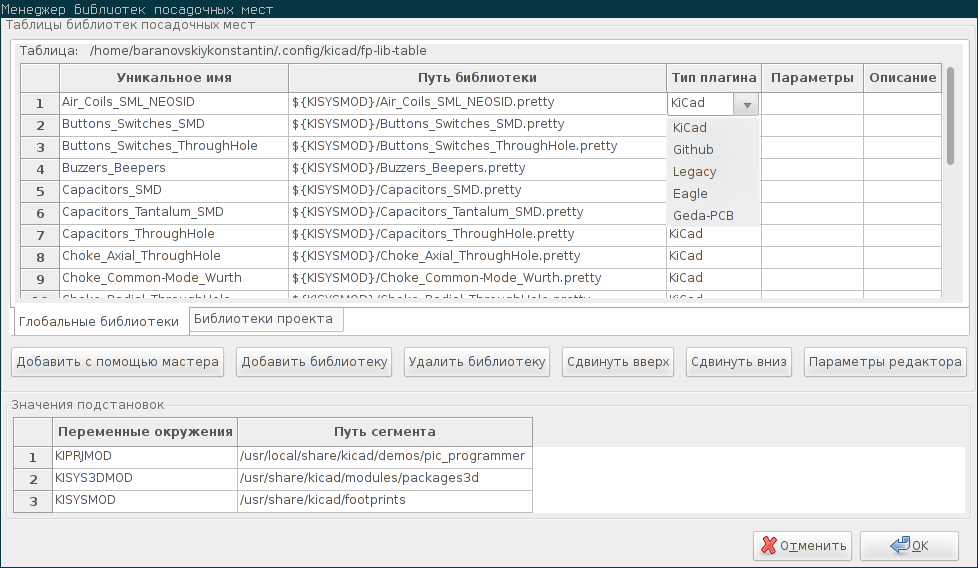 Менеджер библиотек посадочных мест
Таблицы библиотек посадочных мест
Таблица: /home/baranovskiykonstantin/.config/kicad/fp-lib-table
Уникальное имя Путь библиотеки Тип плагина Параметры Описание
1 Air_Coils_SML_NEOSID ${KISYSMOD}/Air_Coils_SML_NEOSID.pretty KiCad
2 Buttons_Switches_SMD ${KISYSMOD}/Buttons_Switches_SMD.pretty KiCad
3 Buttons_Switches_ThroughHole ${KISYSMOD}/Buttons_Switches_ThroughHole.pretty Github
4 Buzzers_Beepers ${KISYSMOD}/Buzzers_Beepers.pretty Legacy
5 Capacitors_SMD ${KISYSMOD}/Capacitors_SMD.pretty Eagle
6 Capacitors_Tantalum_SMD ${KISYSMOD}/Capacitors_Tantalum_SMD.pretty Geda-PCB
7 Capacitors_ThroughHole ${KISYSMOD}/Capacitors_ThroughHole.pretty KiCad
8 Choke_Axial_ThroughHole ${KISYSMOD}/Choke_Axial_ThroughHole.pretty KiCad
9 Choke_Common-Mode_Wurth ${KISYSMOD}/Choke_Common-Mode_Wurth.pretty KiCad
10 Choke_Radial_ThroughHole ${KISYSMOD}/Choke_Radial_ThroughHole.pretty KiCad
Глобальные библиотеки Библиотеки проекта
Добавить с помощью мастера Добавить библиотеку Удалить библиотеку Сдвинуть вверх Сдвинуть вниз Параметры редактора
Значения подстановок
Переменные окружения Путь сегмента
1 KIPRJMOD /usr/local/share/kicad/demos/pic_programmer
2 KISYS3DMOD /usr/share/kicad/modules/packages3d
3 KISYSMOD /usr/share/kicad/footprints
Отменить OK